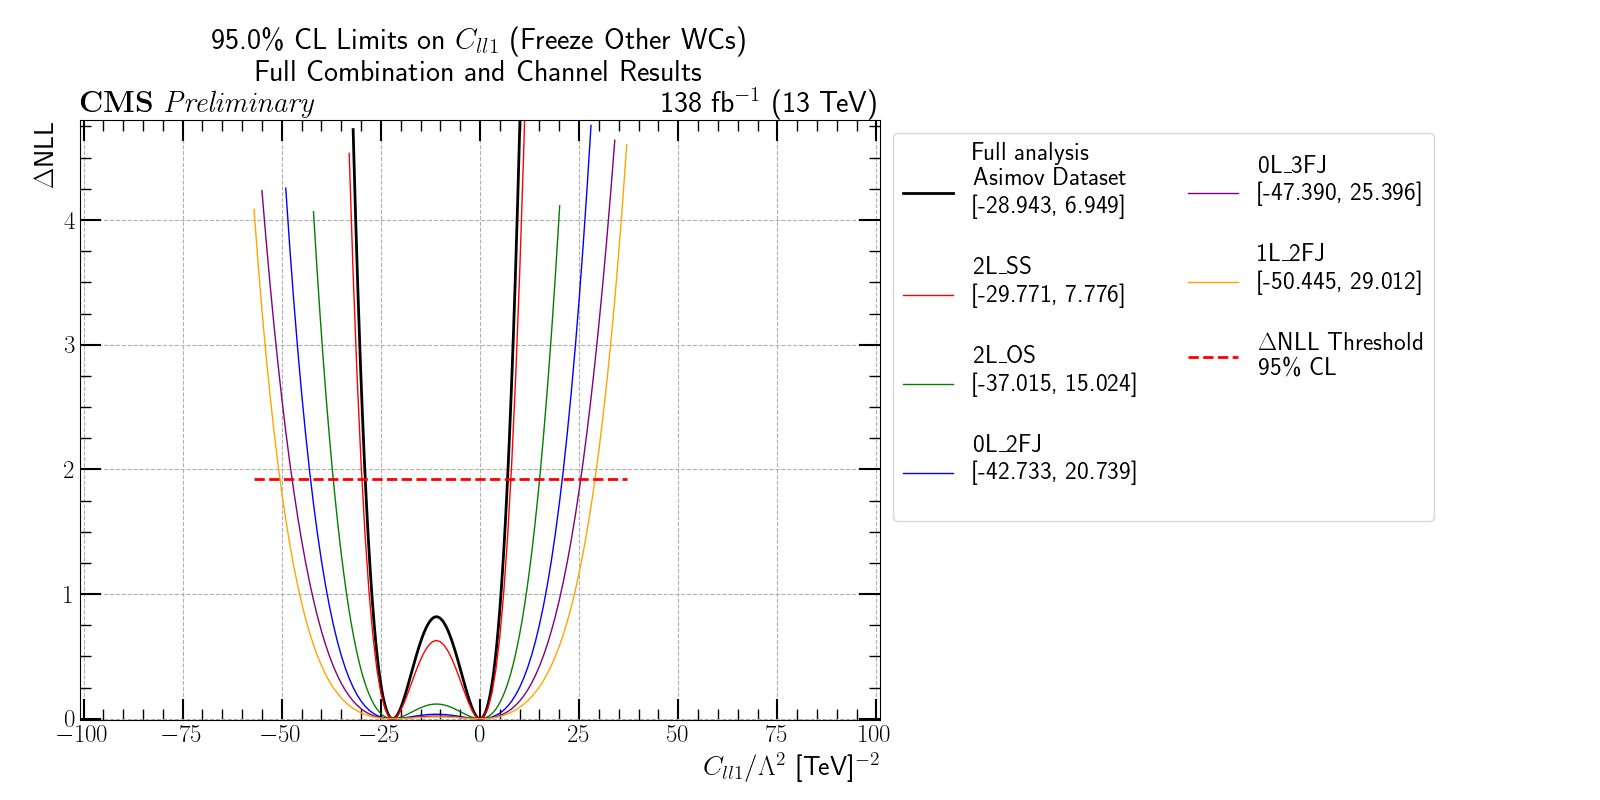 95.0% CL Limits on C_{ll1} (Freeze Other WCs)
Full Combination and Channel Results
CMS Preliminary
138 fb⁻¹ (13 TeV)
ΔNLL
4
3
2
1
0
−100 −75 −50 −25 0 25 50 75 100
C_{ll1}/Λ² [TeV]⁻²
Full analysis
Asimov Dataset
[-28.943, 6.949]
2L_SS
[-29.771, 7.776]
2L_OS
[-37.015, 15.024]
0L_2FJ
[-42.733, 20.739]
0L_3FJ
[-47.390, 25.396]
1L_2FJ
[-50.445, 29.012]
ΔNLL Threshold
95% CL